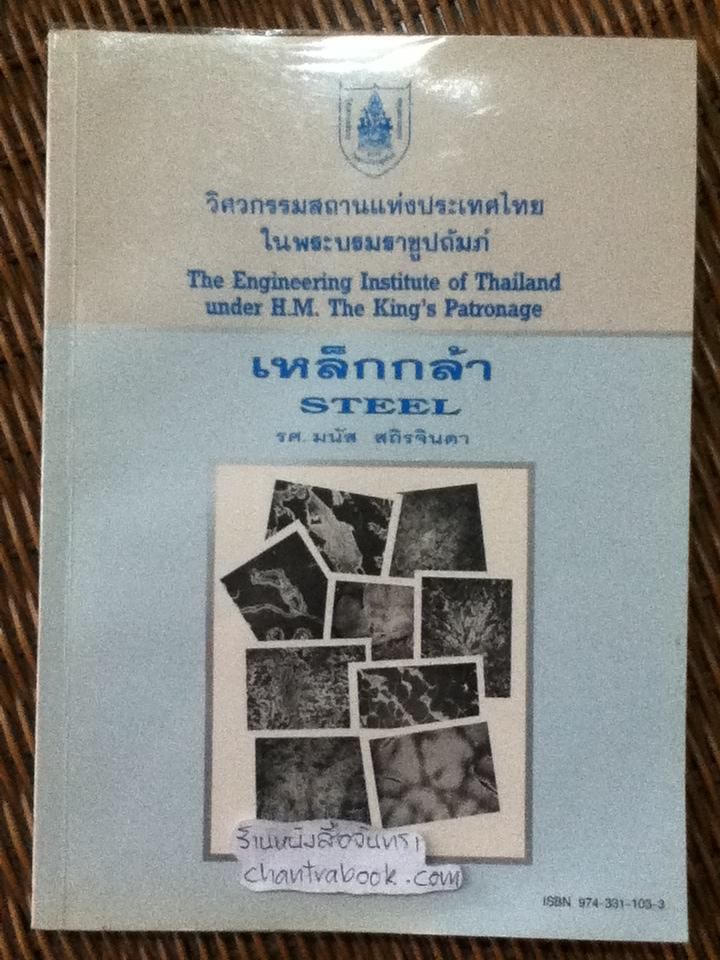 วิศวกรรมสถานแห่งประเทศไทย
ในพระบรมราชูปถัมภ์
The Engineering Institute of Thailand
under H.M. The King's Patronage
เหล็กกล้า
STEEL
รศ. มนัส สถิรจินดา
ร้านหนังสือจันทรา
chantrabook.com
ISBN 974-331-103-3